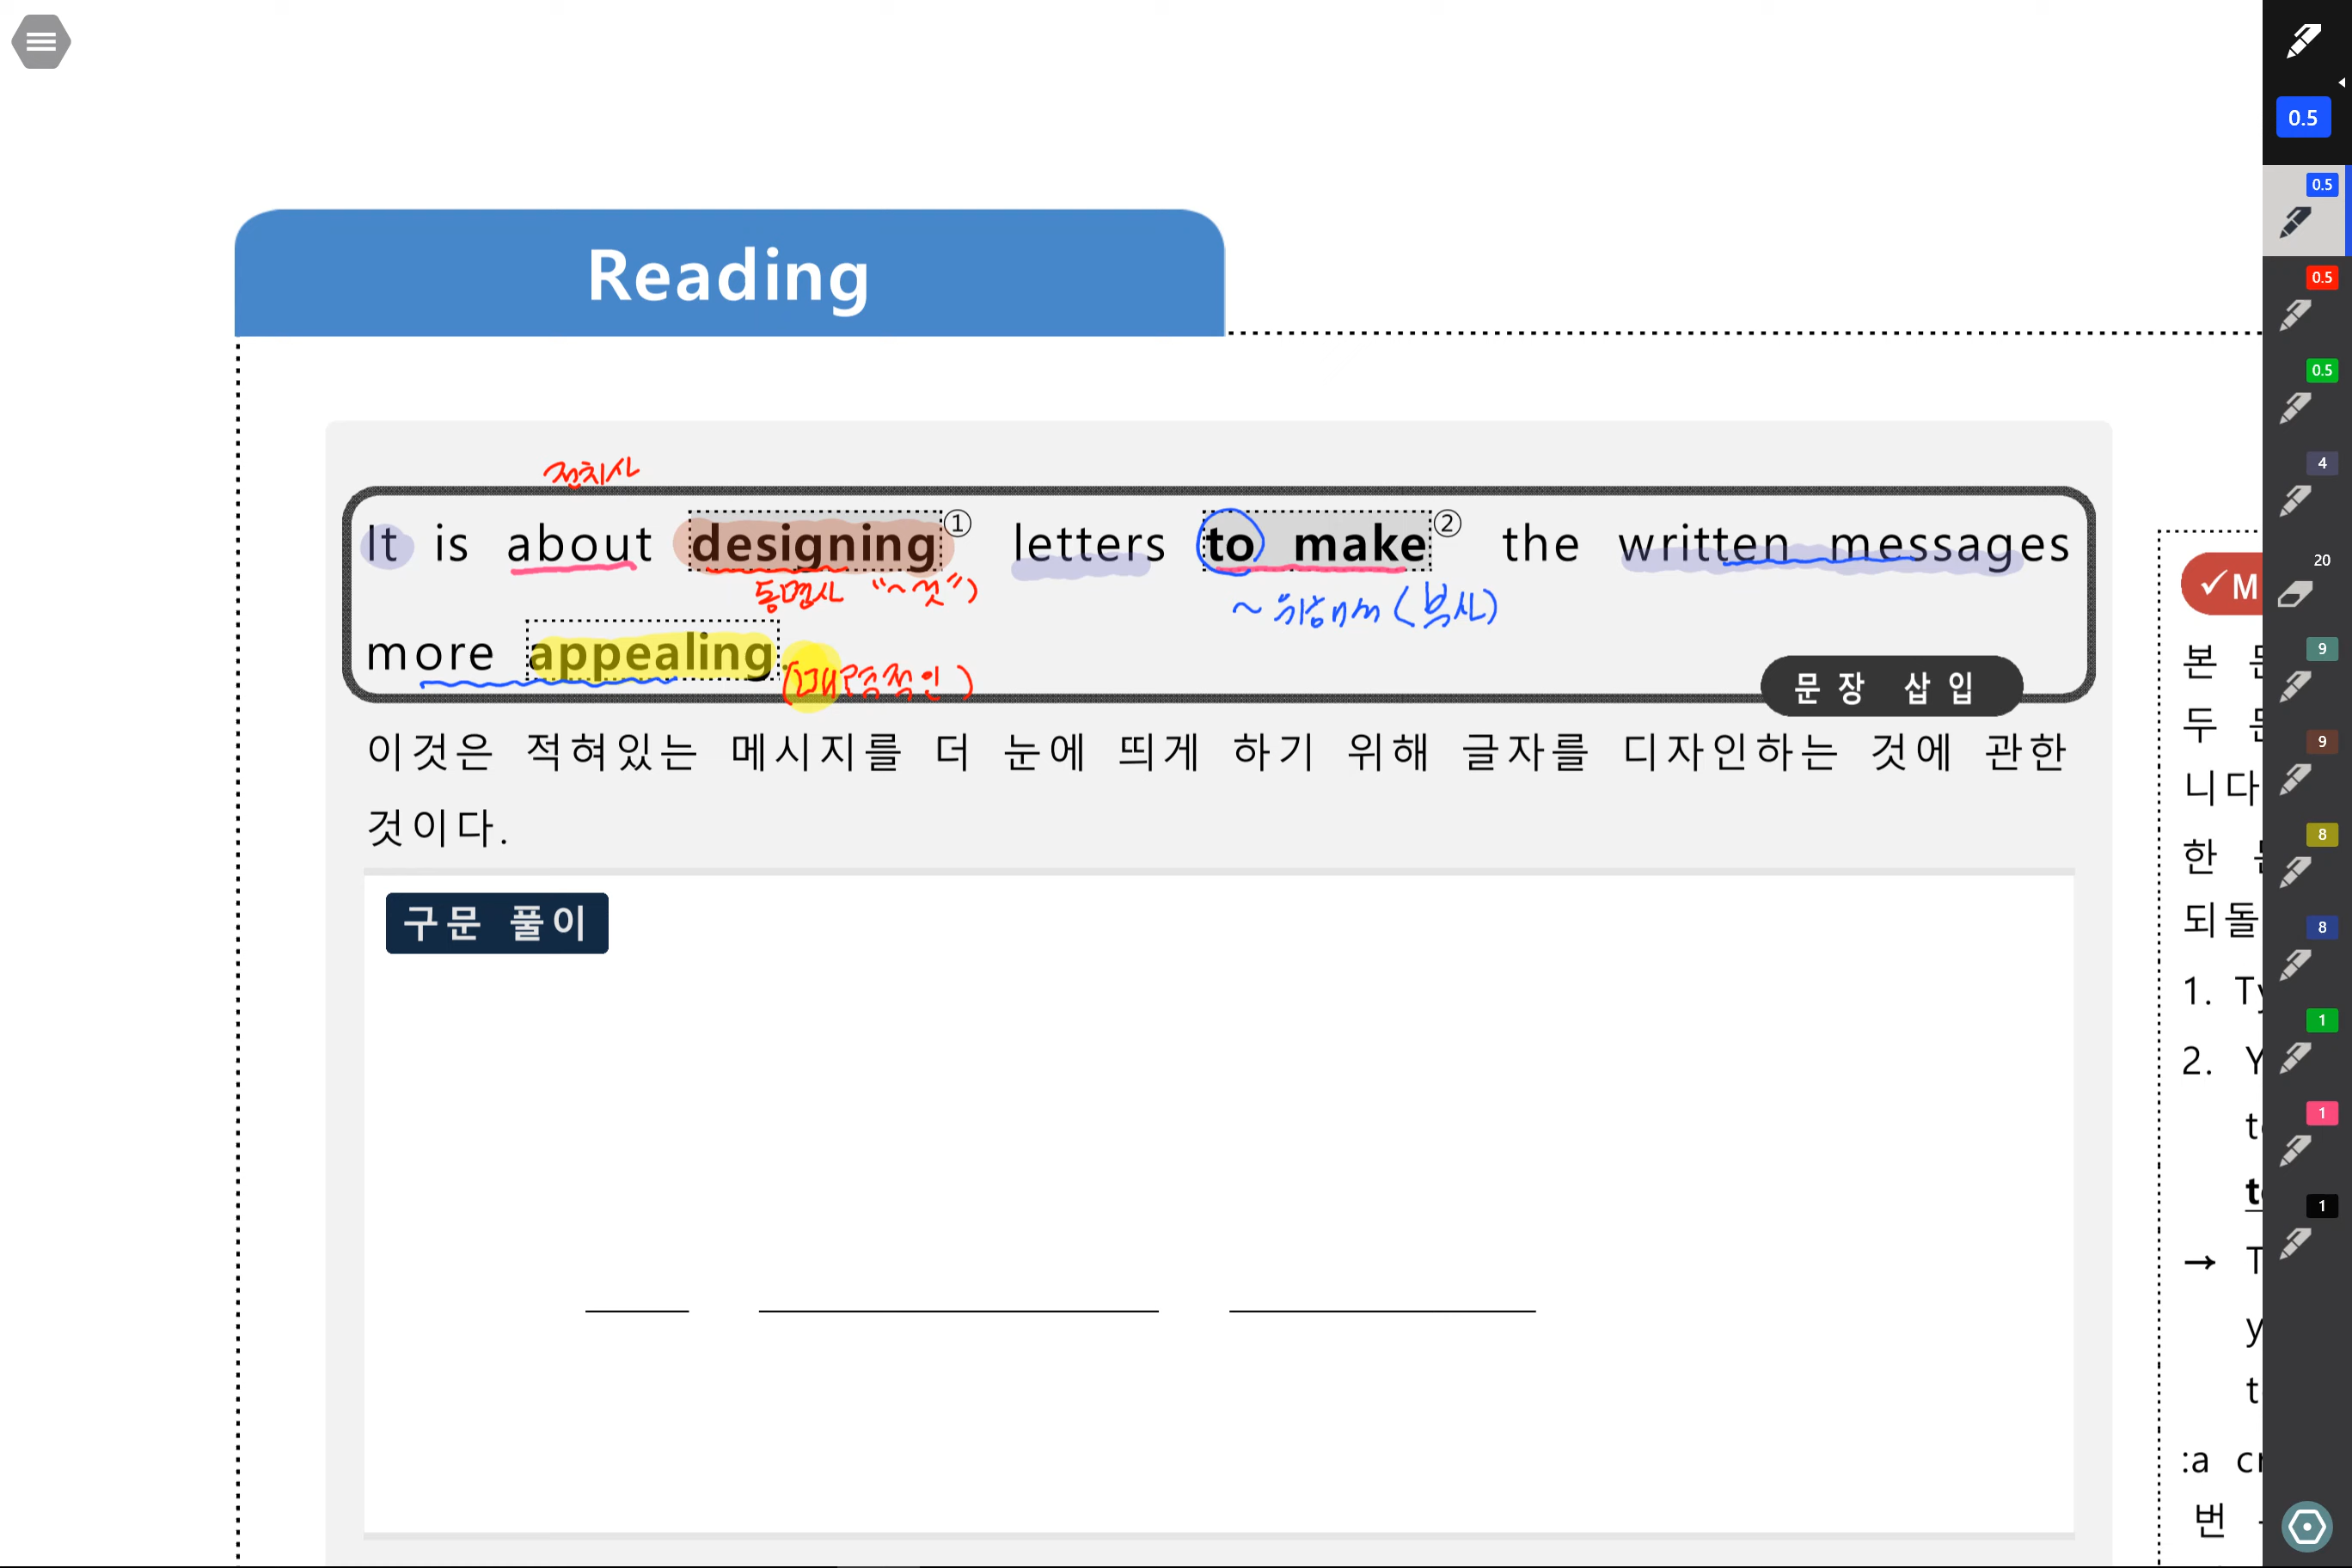 0.5
0.5
0.5
0.5
4
20
9
9
8
8
1
1
1
Reading
전치사
It is about designing① letters to make② the written messages
동명사 "~것")
~위해서 (부사)
more appealing.
(매력적인)
문장 삽입
이것은 적혀있는 메시지를 더 눈에 띄게 하기 위해 글자를 디자인하는 것에 관한
것이다.
구문 풀이
✓M
본
두
니다
한
되돌
1. Ty
2. Y
t
→ T
y
t
:a cr
번